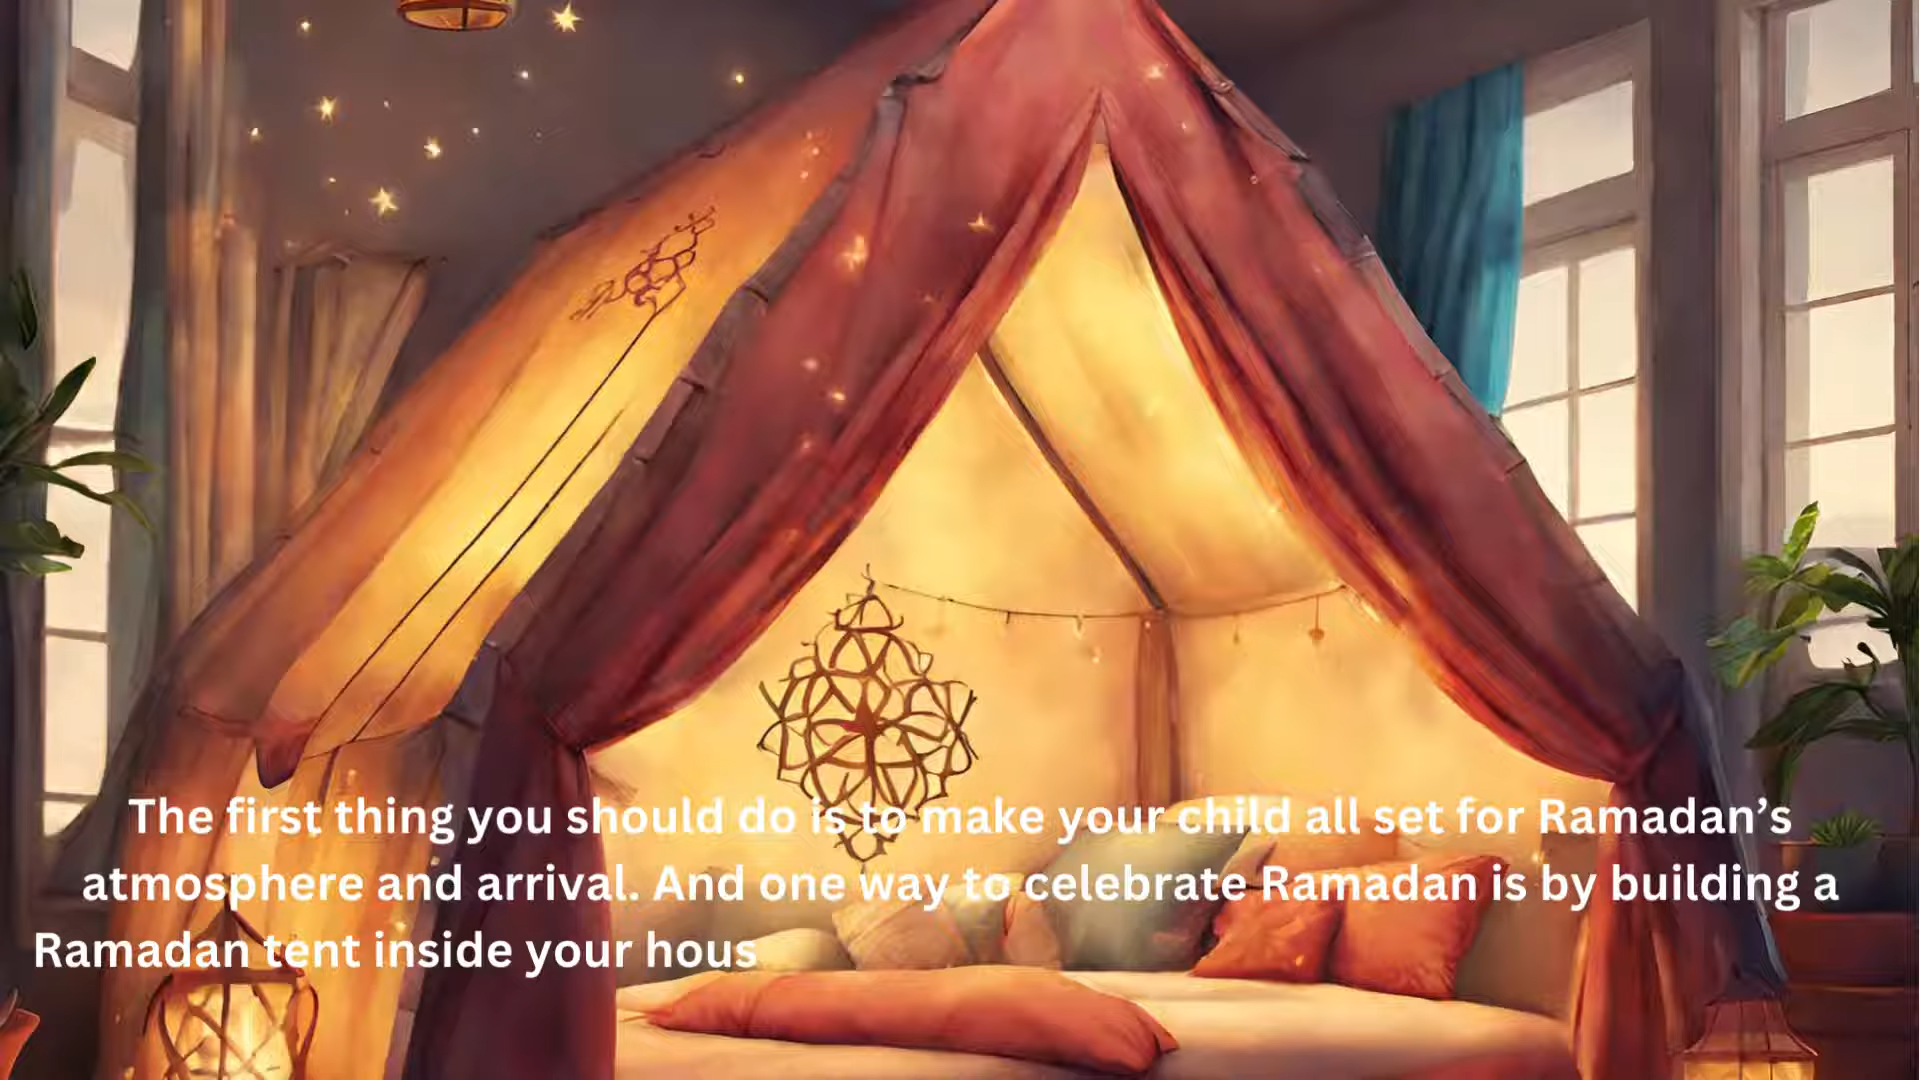 The first thing you should do is to make your child all set for Ramadan’s
atmosphere and arrival. And one way to celebrate Ramadan is by building a
Ramadan tent inside your hous